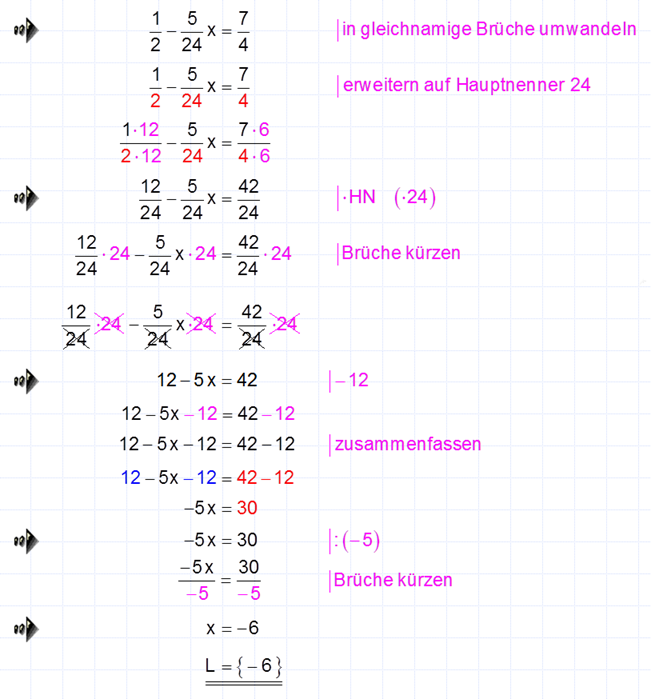 1/2 − 5/24 x = 7/4 |in gleichnamige Brüche umwandeln
1/2 − 5/24 x = 7/4 |erweitern auf Hauptnenner 24
1·12/2·12 − 5/24 x = 7·6/4·6
12/24 − 5/24 x = 42/24 |·HN (·24)
12/24 ·24 − 5/24 x ·24 = 42/24 ·24 |Brüche kürzen
12/24 ·24 − 5/24 x ·24 = 42/24 ·24
12 − 5x = 42 |−12
12 − 5x − 12 = 42 − 12
12 − 5x − 12 = 42 − 12 |zusammenfassen
12 − 5x − 12 = 42 − 12
−5x = 30
−5x = 30 |:(−5)
−5x/−5 = 30/−5 |Brüche kürzen
x = −6
L = {−6}